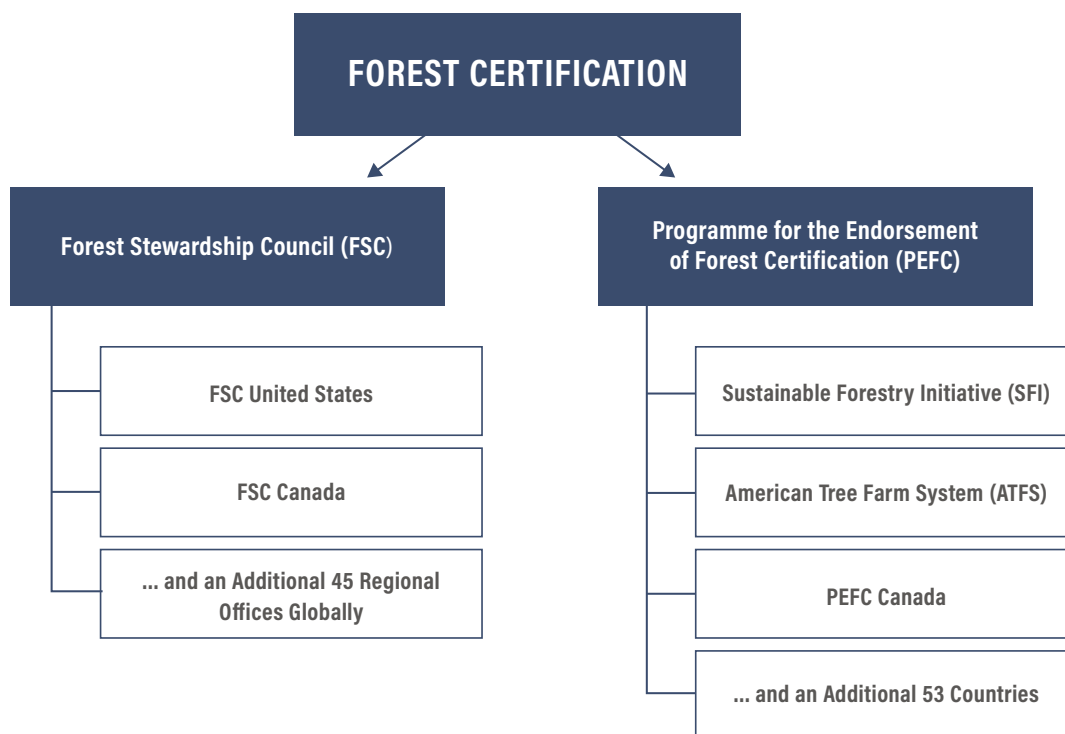 FOREST CERTIFICATION
Forest Stewardship Council (FSC)
FSC United States
FSC Canada
... and an Additional 45 Regional
Offices Globally
Programme for the Endorsement
of Forest Certification (PEFC)
Sustainable Forestry Initiative (SFI)
American Tree Farm System (ATFS)
PEFC Canada
... and an Additional 53 Countries